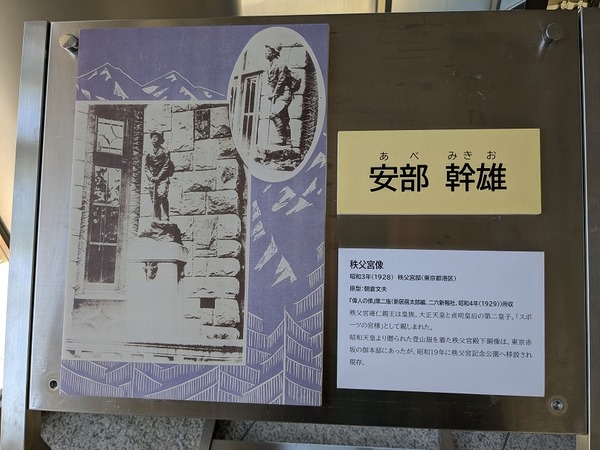 あべ みきお
安部 幹雄
秩父宮像
昭和3年(1928) 秩父宮邸(東京都港区)
原型:朝倉文夫
「偉人の俤」第二版(新居房太郎編、二六新報社、昭和4年(1929))所収
秩父宮雍仁親王は皇族。大正天皇と貞明皇后の第二皇子。「スポ
ーツの宮様」として親しまれた。
昭和天皇より贈られた登山服を着た秩父宮殿下銅像は、東京赤
坂の御本部にあったが、昭和19年に秩父宮記念公園へ移設され
現存。